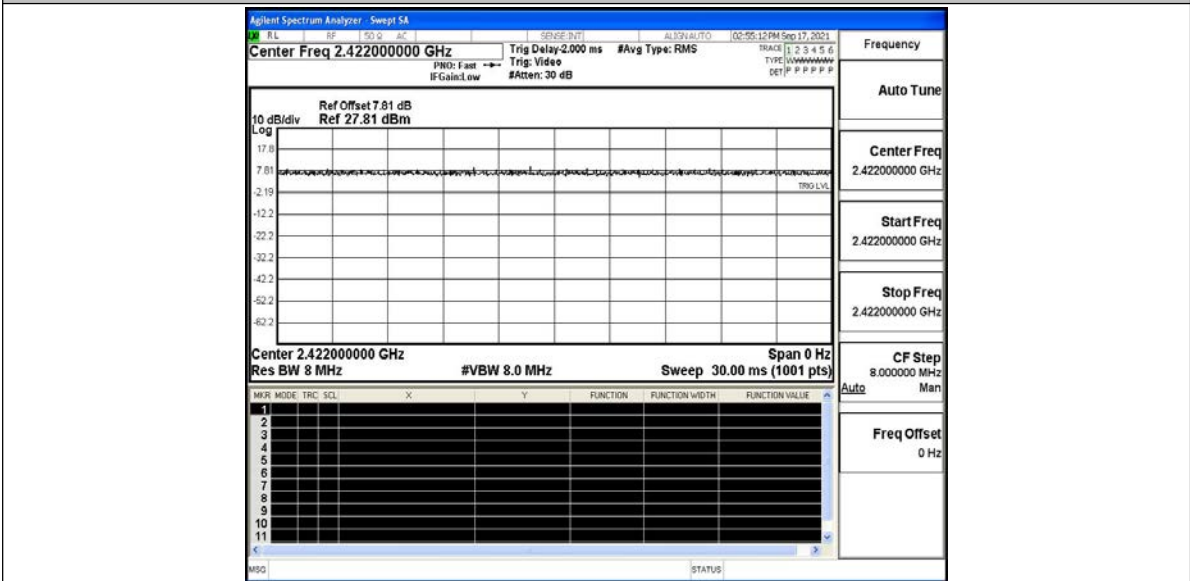 Agilent Spectrum Analyzer - Swept SA
RL RF 50 Ω AC SENSE:INT ALIGN AUTO 02:55:12 PM Sep 17, 2021
Center Freq 2.422000000 GHz
PNO: Fast
IFGain:Low
Trig Delay-2.000 ms
Trig: Video
#Atten: 30 dB
#Avg Type: RMS
TRACE 1 2 3 4 5 6
TYPE
DET P P P P P P
Ref Offset 7.81 dB
10 dB/div Ref 27.81 dBm
Log
17.8
7.81
TRIG LVL
-2.19
-12.2
-22.2
-32.2
-42.2
-52.2
-62.2
Center 2.422000000 GHz Span 0 Hz
Res BW 8 MHz #VBW 8.0 MHz Sweep 30.00 ms (1001 pts)
MKR MODE TRC SCL X Y FUNCTION FUNCTION WIDTH FUNCTION VALUE
1
2
3
4
5
6
7
8
9
10
11
MSG STATUS
Frequency
Auto Tune
Center Freq
2.422000000 GHz
Start Freq
2.422000000 GHz
Stop Freq
2.422000000 GHz
CF Step
8.000000 MHz
Auto Man
Freq Offset
0 Hz